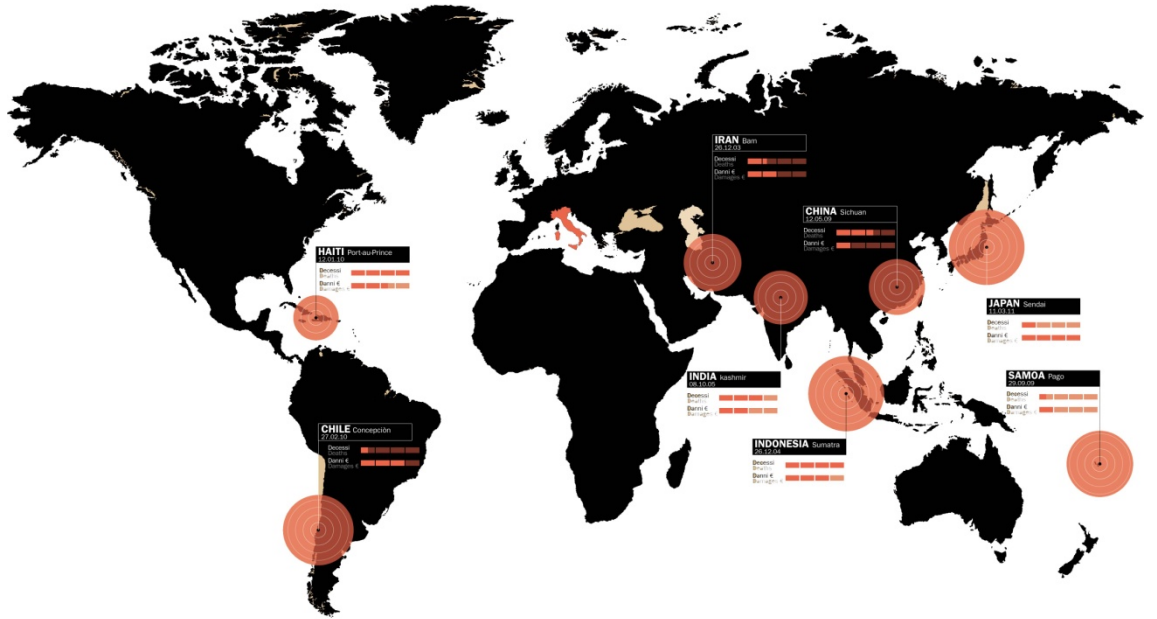 IRAN Bam
26.12.03
Decessi
Deaths
Danni €
Damages €
CHINA Sichuan
12.05.09
Decessi
Deaths
Danni €
Damages €
HAITI Port-au-Prince
12.01.10
Decessi
Deaths
Danni €
Damages €
JAPAN Sendai
11.03.11
Decessi
Deaths
Danni €
Damages €
INDIA kashmir
08.10.05
Decessi
Deaths
Danni €
Damages €
SAMOA Pago
29.09.09
Decessi
Deaths
Danni €
Damages €
CHILE Concepciòn
27.02.10
Decessi
Deaths
Danni €
Damages €
INDONESIA Sumatra
26.12.04
Decessi
Deaths
Danni €
Damages €